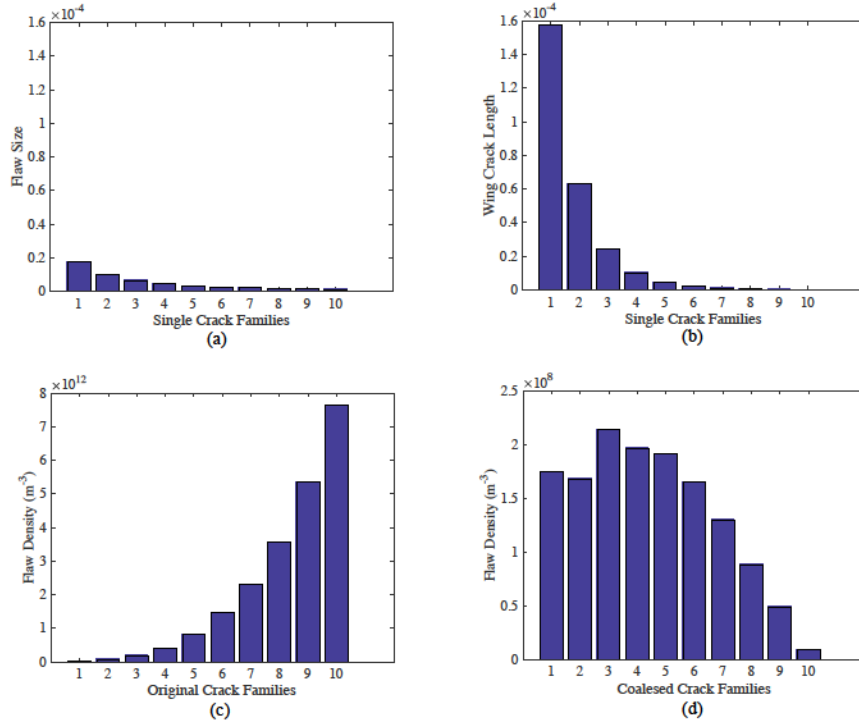 ×10⁻⁴
1.6
1.4
1.2
1
0.8
0.6
0.4
0.2
0
Flaw Size
1 2 3 4 5 6 7 8 9 10
Single Crack Families
(a)
×10⁻⁴
1.6
1.4
1.2
1
0.8
0.6
0.4
0.2
0
Wing Crack Length
1 2 3 4 5 6 7 8 9 10
Single Crack Families
(b)
×10¹²
8
7
6
5
4
3
2
1
0
Flaw Density (m⁻³)
1 2 3 4 5 6 7 8 9 10
Original Crack Families
(c)
×10⁸
2.5
2
1.5
1
0.5
0
Flaw Density (m⁻³)
1 2 3 4 5 6 7 8 9 10
Coalesed Crack Families
(d)